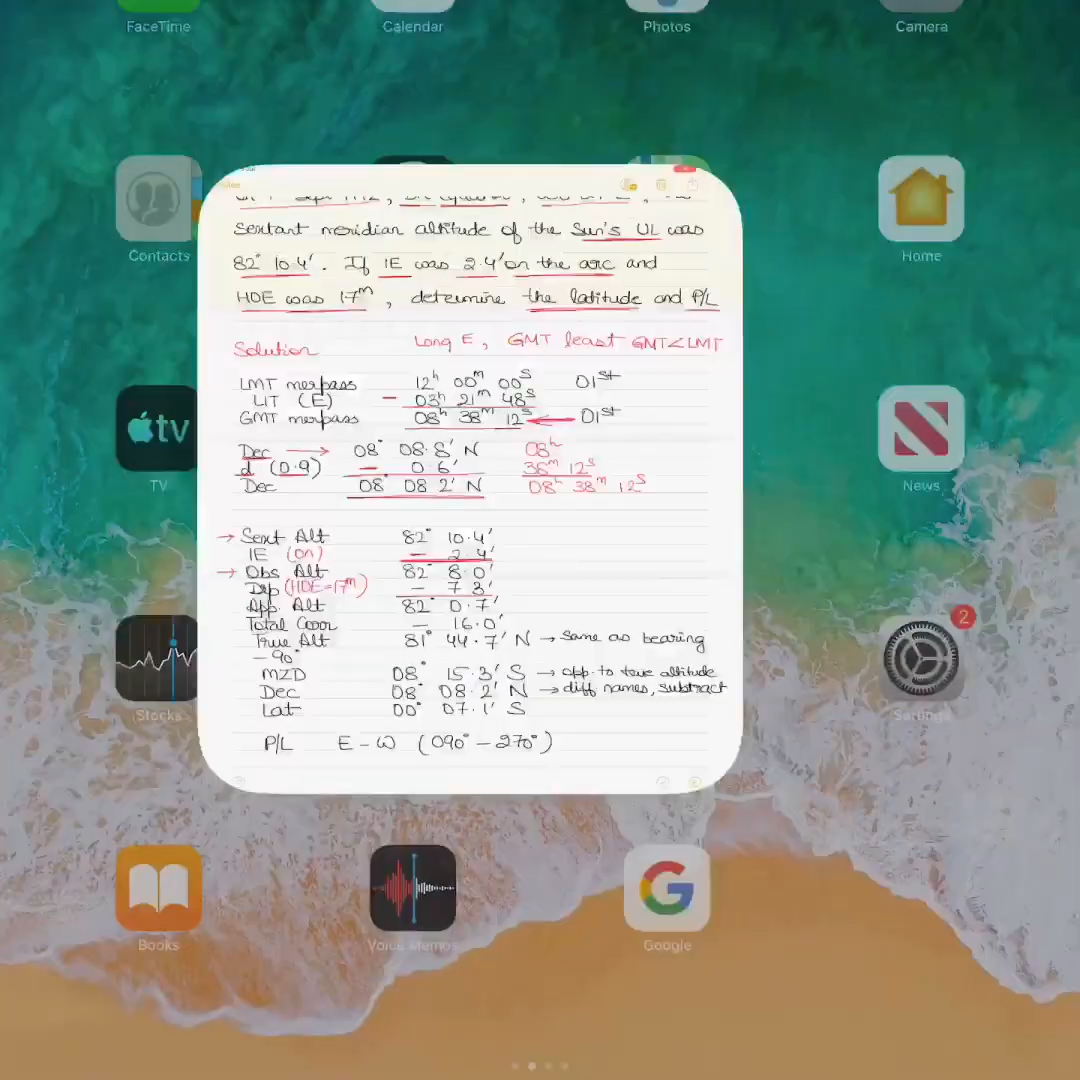 FaceTime Calendar Photos Camera
Contacts Home
sextant meridian altitude of the Sun's UL was
82° 10.4'. If IE was 2.4' on the arc and
HOE was 17m, determine the latitude and P/L
Solution Long E, GMT least GMT<LMT
LMT merpass 12h 00m 00s 01st
LIT (E) - 03h 21m 48s
GMT merpass 08h 38m 12s ← 01st
tv
TV News
Dec → 08° 08.8' N 08h
d (0.9) - 0.6' 38m 12s
Dec 08° 08.2' N 08h 38m 12s
→ Sext Alt 82° 10.4'
IE (on) - 2.4'
→ Obs Alt 82° 8.0'
Dip (HOE=17m) - 7.3'
App. Alt 82° 0.7'
Total Corr - 16.0'
True Alt 81° 44.7' N → same as bearing
- 90°
MZD 08° 15.3' S → opp. to true altitude
Dec 08° 08.2' N → diff names, subtract
Lat 00° 07.1' S
P/L E - W (090° - 270°)
2
Stocks Settings
Books Voice Memos Google